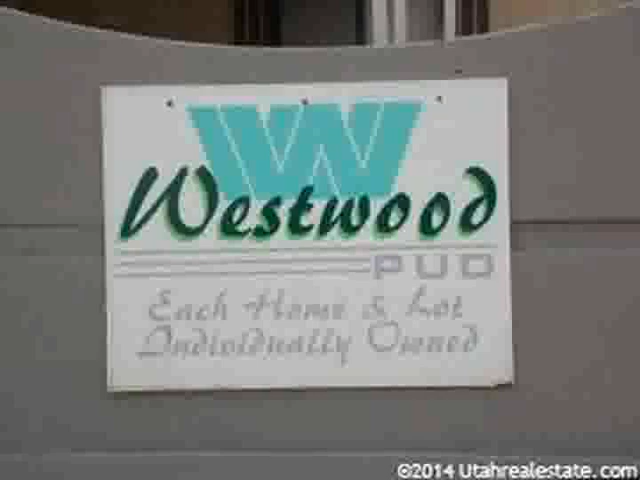 W
Westwood
PUD
Each Home & Lot
Individually Owned
©2014 Utahrealestate.com